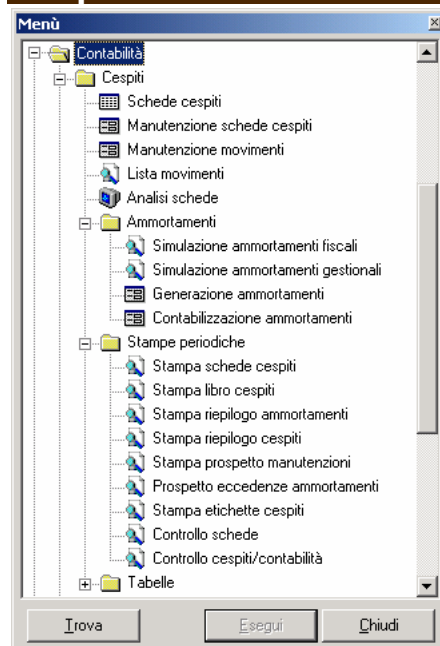 Menù
Contabilità
Cespiti
Schede cespiti
Manutenzione schede cespiti
Manutenzione movimenti
Lista movimenti
Analisi schede
Ammortamenti
Simulazione ammortamenti fiscali
Simulazione ammortamenti gestionali
Generazione ammortamenti
Contabilizzazione ammortamenti
Stampe periodiche
Stampa schede cespiti
Stampa libro cespiti
Stampa riepilogo ammortamenti
Stampa riepilogo cespiti
Stampa prospetto manutenzioni
Prospetto eccedenze ammortamenti
Stampa etichette cespiti
Controllo schede
Controllo cespiti/contabilità
Tabelle
Trova Esegui Chiudi